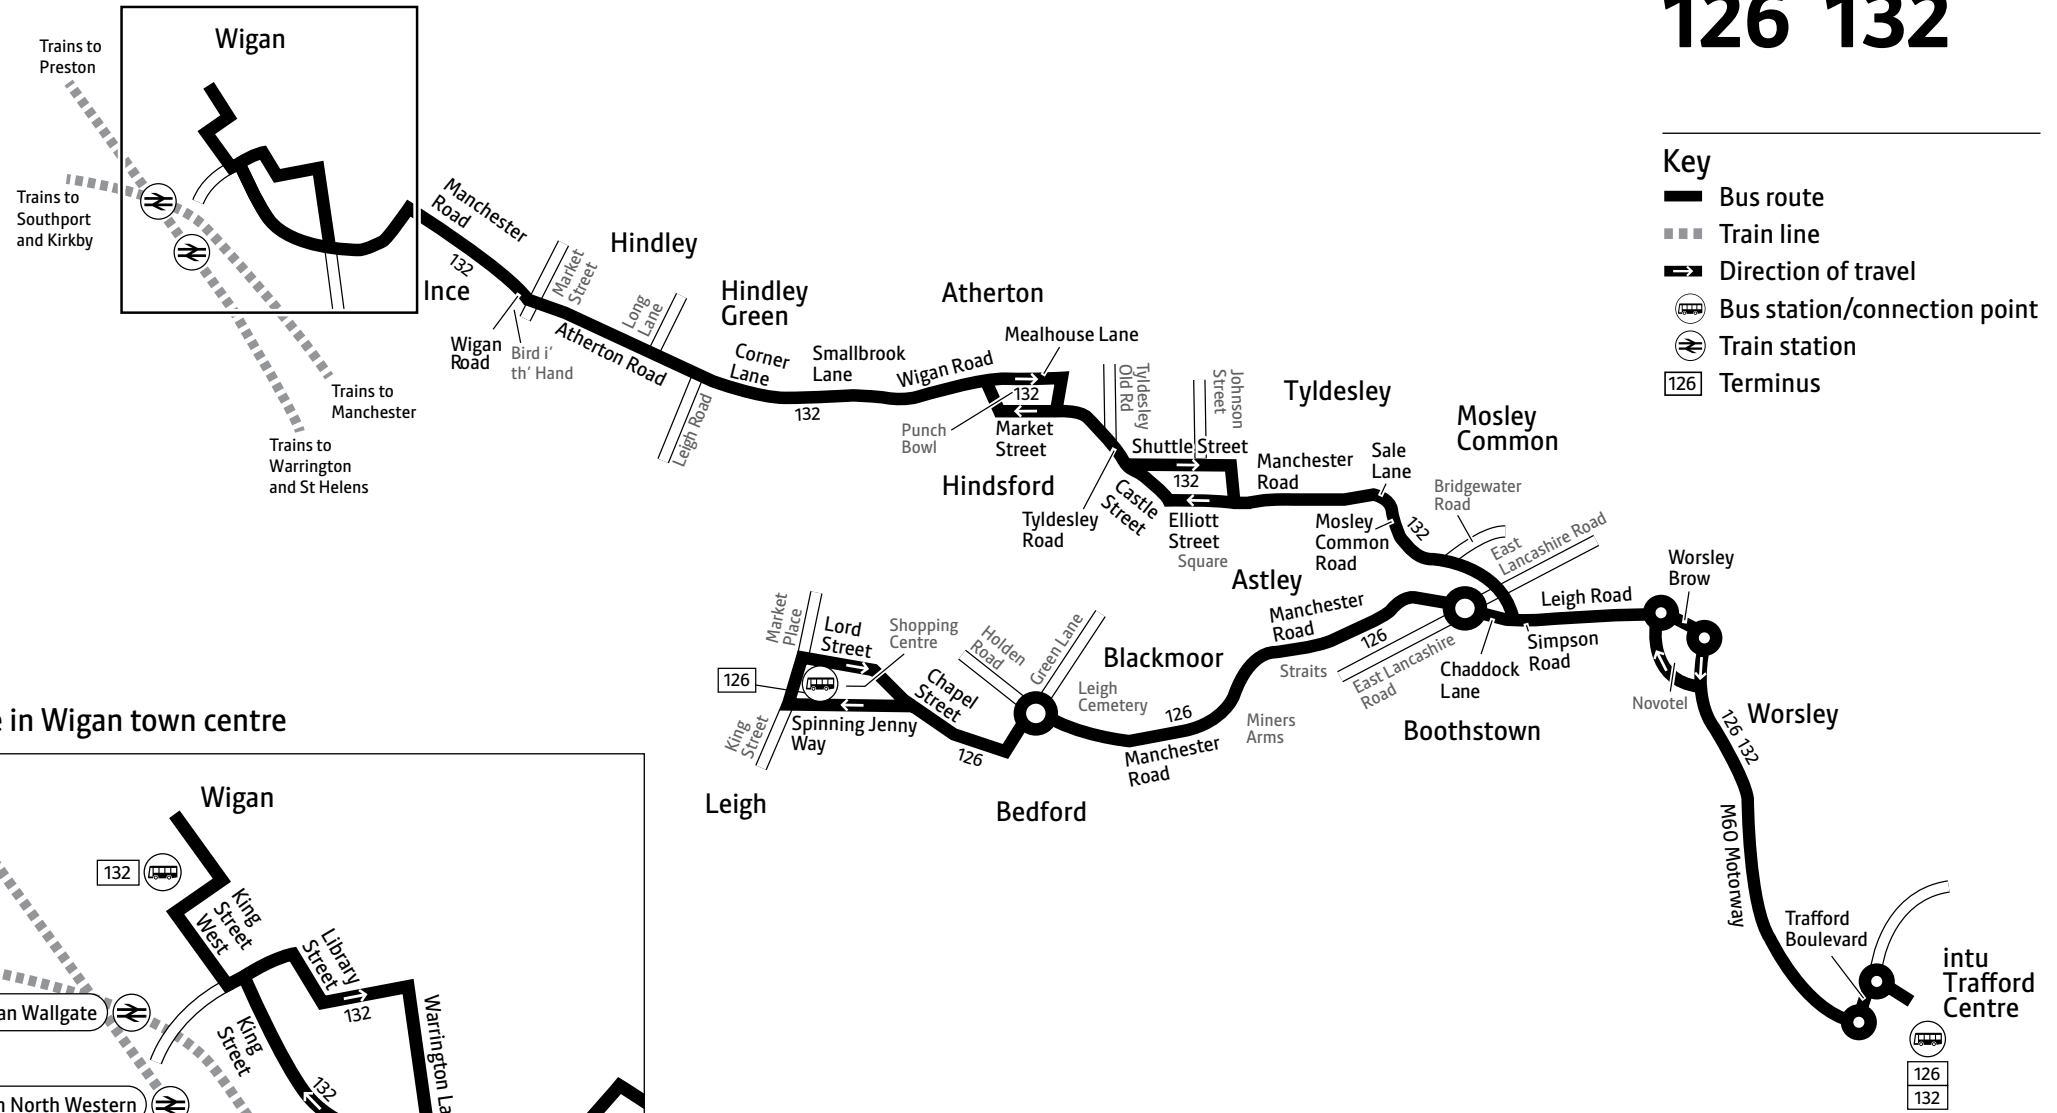 126 132
Key
Bus route
Train line
Direction of travel
Bus station/connection point
Train station
126
Terminus
Wigan
Trains to
Preston
Trains to
Southport
and Kirkby
Trains to
Manchester
Trains to
Warrington
and St Helens
Manchester
Road
132
Ince
Wigan
Road
Bird i'
th' Hand
Market
Street
Hindley
Long
Lane
Atherton Road
Leigh Road
Hindley
Green
Corner
Lane
132
Smallbrook
Lane
Wigan Road
Atherton
Mealhouse Lane
132
Punch
Bowl
Market
Street
Hindsford
Tyldesley
Road
Tyldesley
Old Rd
Johnson
Street
Shuttle Street
132
Castle
Street
Elliott
Street
Square
Tyldesley
Manchester
Road
Sale
Lane
Mosley
Common
Mosley
Common
Road
132
Bridgewater
Road
East
Lancashire Road
Astley
Manchester
Road
126
Straits
East Lancashire
Road
Chaddock
Lane
Leigh Road
Simpson
Road
Boothstown
Worsley
Brow
Novotel
Worsley
126 132
M60 Motorway
Trafford
Boulevard
intu
Trafford
Centre
126
132
Market
Place
Lord
Street
Shopping
Centre
126
King
Street
Spinning Jenny
Way
Chapel
Street
126
Leigh
Holden
Road
Green Lane
Leigh
Cemetery
Blackmoor
126
Manchester
Road
Miners
Arms
Bedford
in Wigan town centre
Wigan
132
King
Street
West
Library
Street
132
King
Street
132
Wallgate
North Western
Warrington